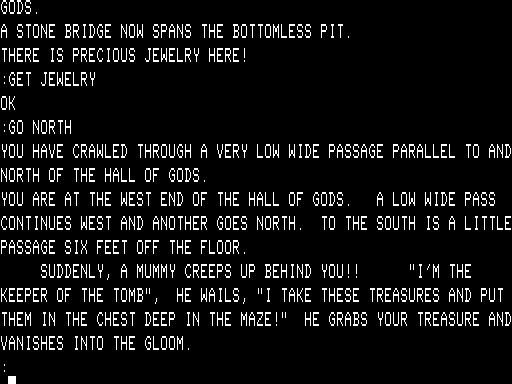 GODS.
A STONE BRIDGE NOW SPANS THE BOTTOMLESS PIT.
THERE IS PRECIOUS JEWELRY HERE!
:GET JEWELRY
OK
:GO NORTH
YOU HAVE CRAWLED THROUGH A VERY LOW WIDE PASSAGE PARALLEL TO AND
NORTH OF THE HALL OF GODS.
YOU ARE AT THE WEST END OF THE HALL OF GODS.   A LOW WIDE PASS
CONTINUES WEST AND ANOTHER GOES NORTH.  TO THE SOUTH IS A LITTLE
PASSAGE SIX FEET OFF THE FLOOR.
     SUDDENLY, A MUMMY CREEPS UP BEHIND YOU!!      "I'M THE
KEEPER OF THE TOMB",  HE WAILS, "I TAKE THESE TREASURES AND PUT
THEM IN THE CHEST DEEP IN THE MAZE!"  HE GRABS YOUR TREASURE AND
VANISHES INTO THE GLOOM.
: